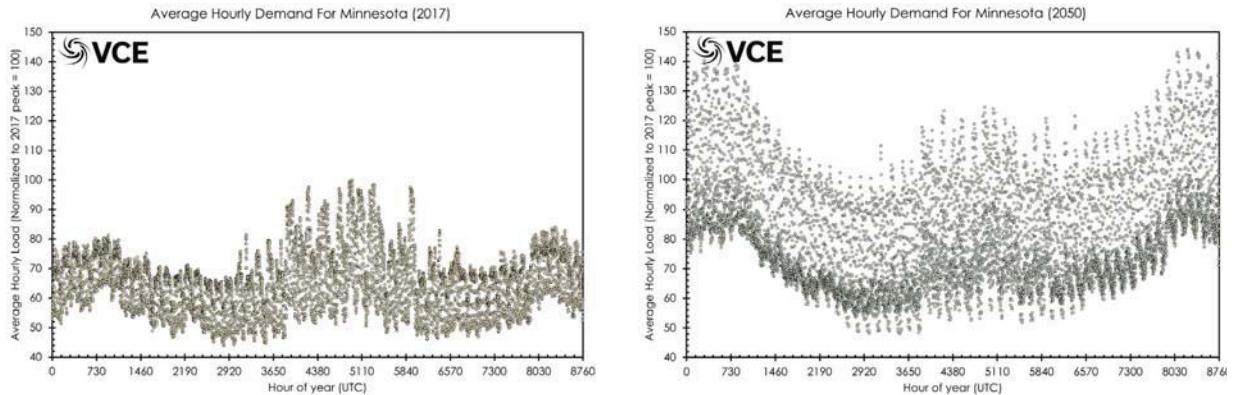 Average Hourly Demand For Minnesota (2017)
VCE
Average Hourly Load (Normalized to 2017 peak = 100)
150
140
130
120
110
100
90
80
70
60
50
40
0 730 1460 2190 2920 3650 4380 5110 5840 6570 7300 8030 8760
Hour of year (UTC)
Average Hourly Demand For Minnesota (2050)
VCE
Average Hourly Load (Normalized to 2017 peak = 100)
150
140
130
120
110
100
90
80
70
60
50
40
0 730 1460 2190 2920 3650 4380 5110 5840 6570 7300 8030 8760
Hour of year (UTC)